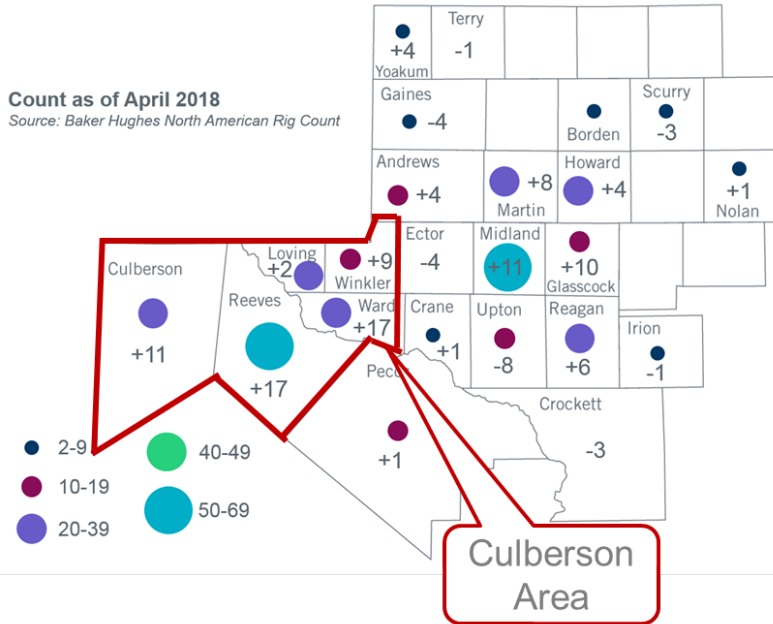 Terry
+4
-1
Yoakum
Count as of April 2018
Source: Baker Hughes North American Rig Count
Gaines
-4
Borden
Scurry
-3
Andrews
+4
+8
Martin
Howard
+4
+1
Nolan
Culberson
+11
Loving
+2
+9
Winkler
Ector
-4
Midland
+11
+10
Glasscock
Reeves
+17
Ward
+17
Crane
+1
Upton
-8
Reagan
+6
Irion
-1
Peco
+1
Crockett
-3
2-9
10-19
20-39
40-49
50-69
Culberson
Area